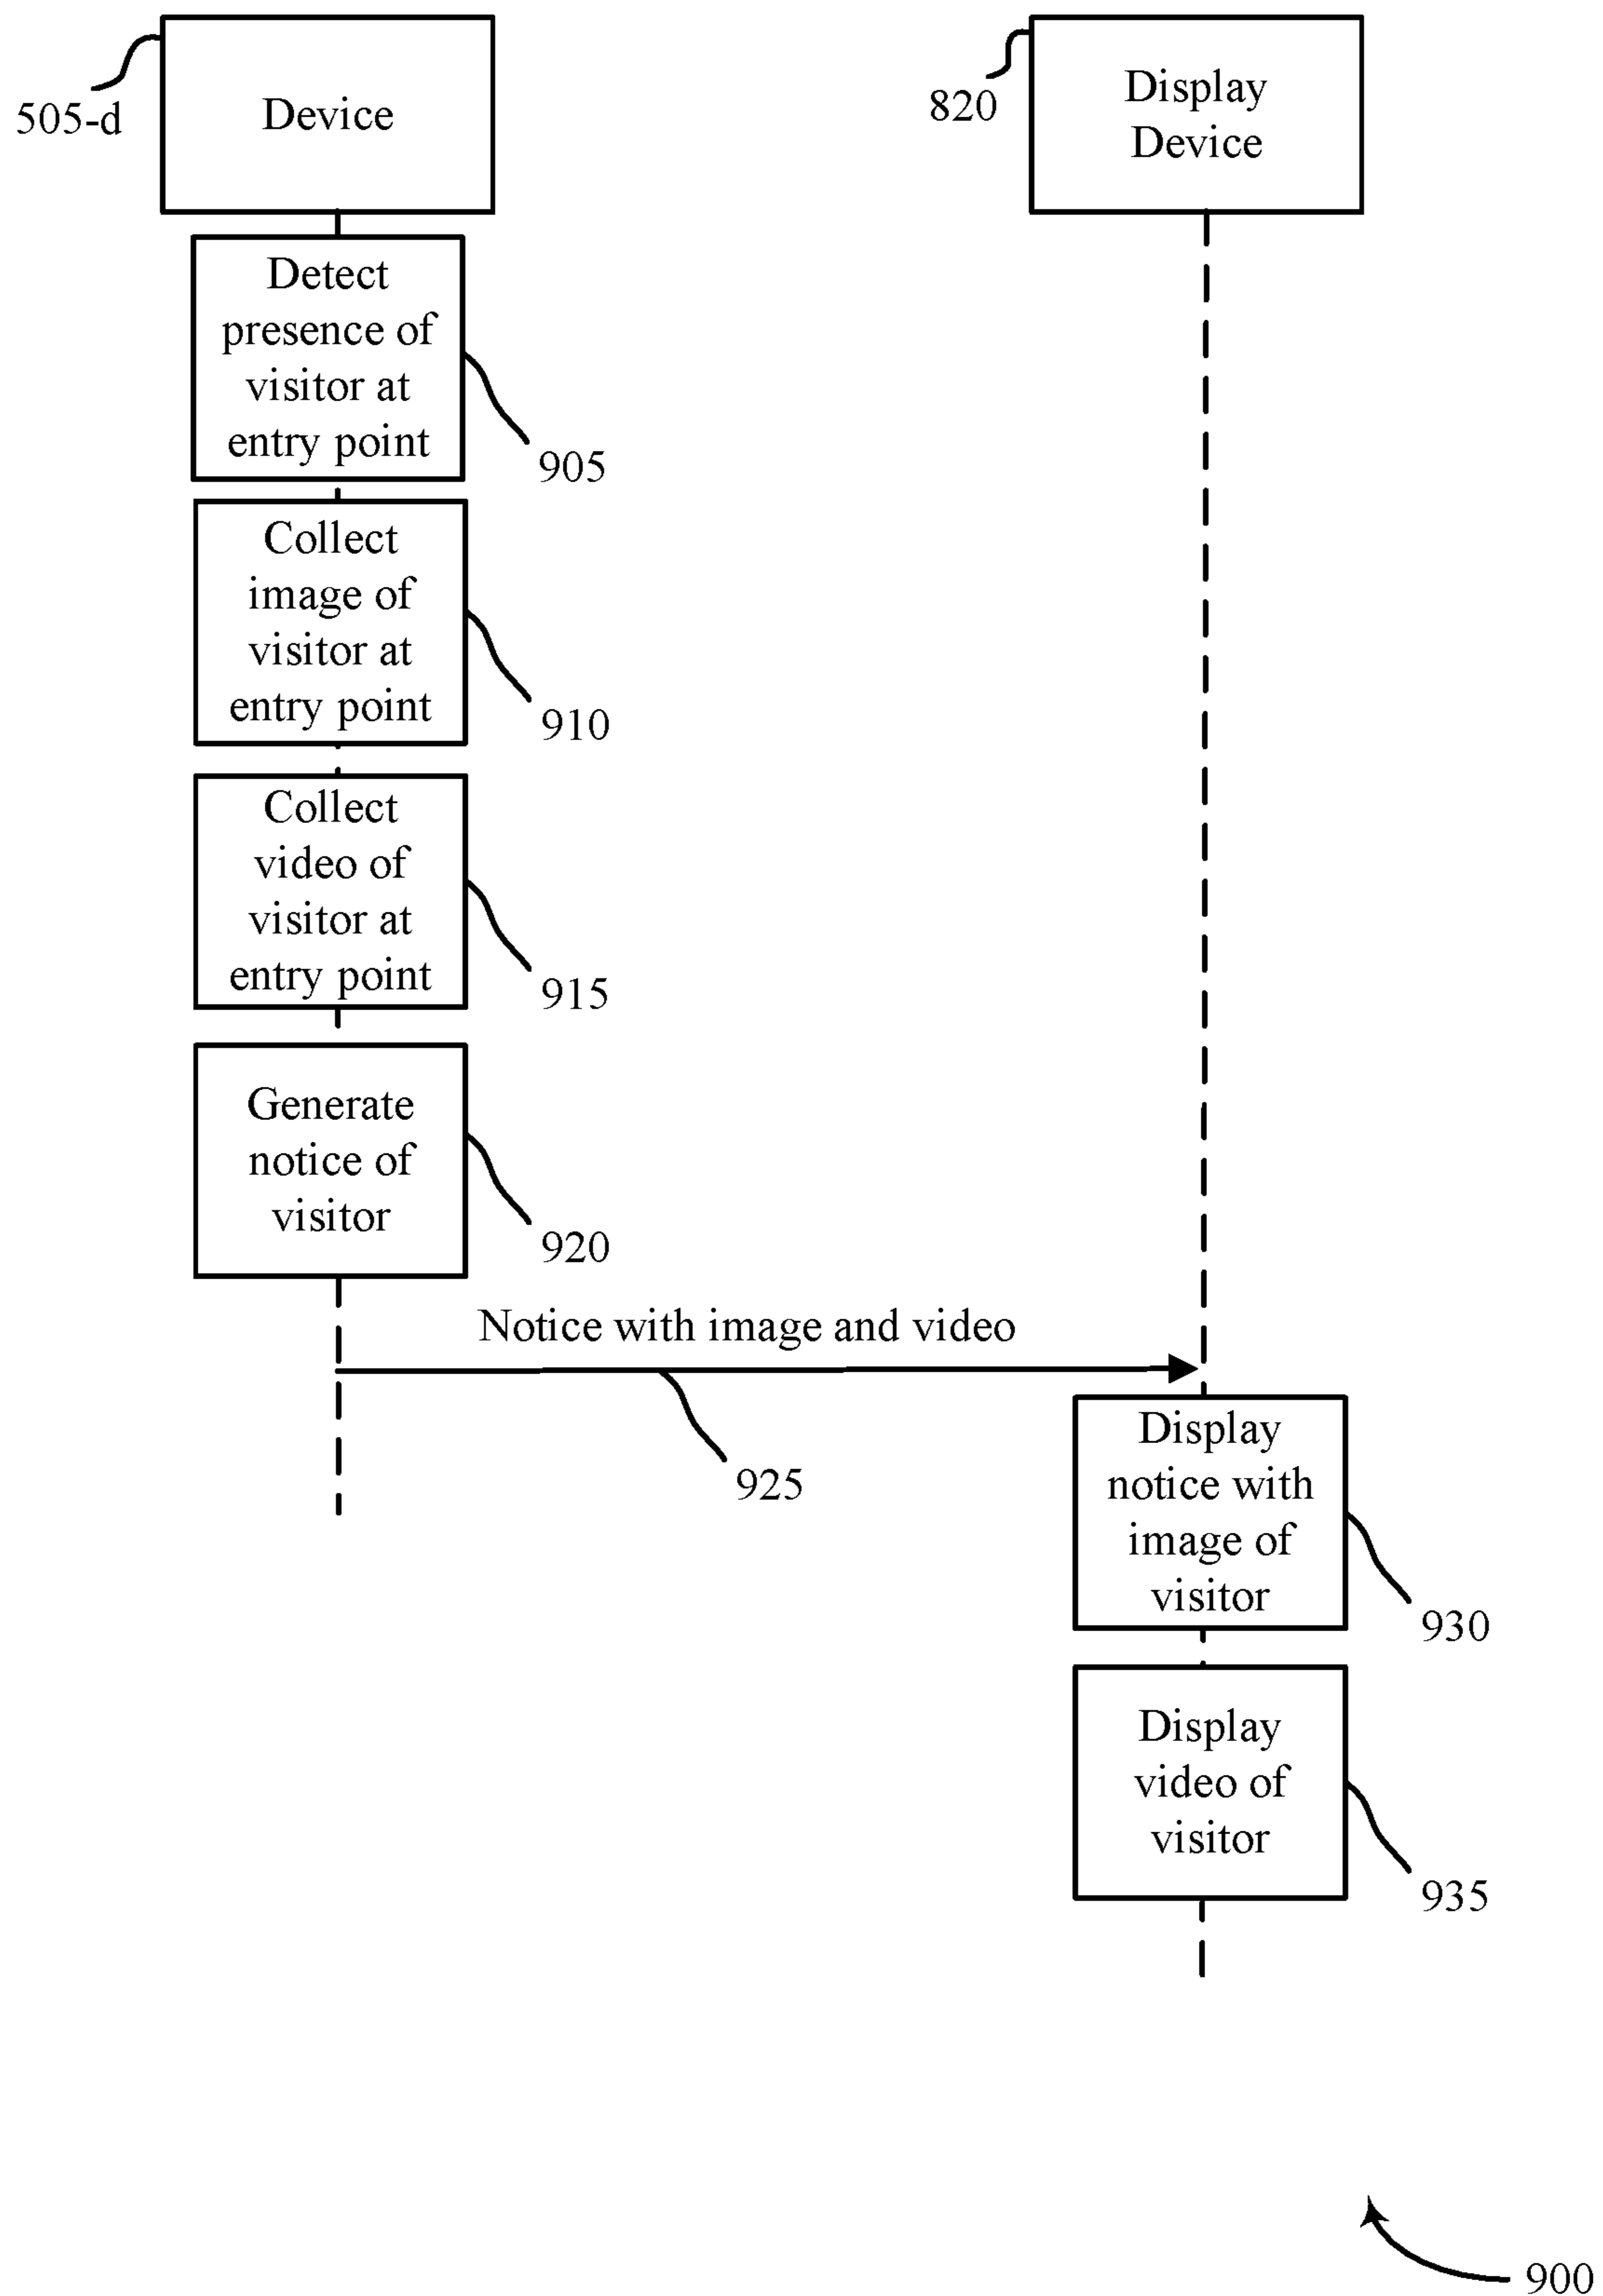 505-d
Device
820
Display
Device
Detect
presence of
visitor at
entry point
905
Collect
image of
visitor at
entry point
910
Collect
video of
visitor at
entry point
915
Generate
notice of
visitor
920
Notice with image and video
925
Display
notice with
image of
visitor
930
Display
video of
visitor
935
900